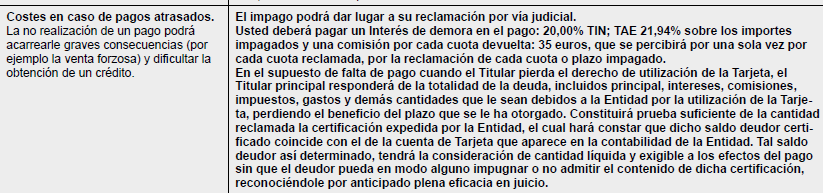 Costes en caso de pagos atrasados.
La no realización de un pago podrá
acarrearle graves consecuencias (por
ejemplo la venta forzosa) y dificultar la
obtención de un crédito.
El impago podrá dar lugar a su reclamación por vía judicial.
Usted deberá pagar un Interés de demora en el pago: 20,00% TIN; TAE 21,94% sobre los importes
impagados y una comisión por cada cuota devuelta: 35 euros, que se percibirá por una sola vez por
cada cuota reclamada, por la reclamación de cada cuota o plazo impagado.
En el supuesto de falta de pago cuando el Titular pierda el derecho de utilización de la Tarjeta, el
Titular principal responderá de la totalidad de la deuda, incluidos principal, intereses, comisiones,
impuestos, gastos y demás cantidades que le sean debidos a la Entidad por la utilización de la Tarje-
ta, perdiendo el beneficio del plazo que se le ha otorgado. Constituirá prueba suficiente de la cantidad
reclamada la certificación expedida por la Entidad, el cual hará constar que dicho saldo deudor certi-
ficado coincide con el de la cuenta de Tarjeta que aparece en la contabilidad de la Entidad. Tal saldo
deudor así determinado, tendrá la consideración de cantidad líquida y exigible a los efectos del pago
sin que el deudor pueda en modo alguno impugnar o no admitir el contenido de dicha certificación,
reconociéndole por anticipado plena eficacia en juicio.